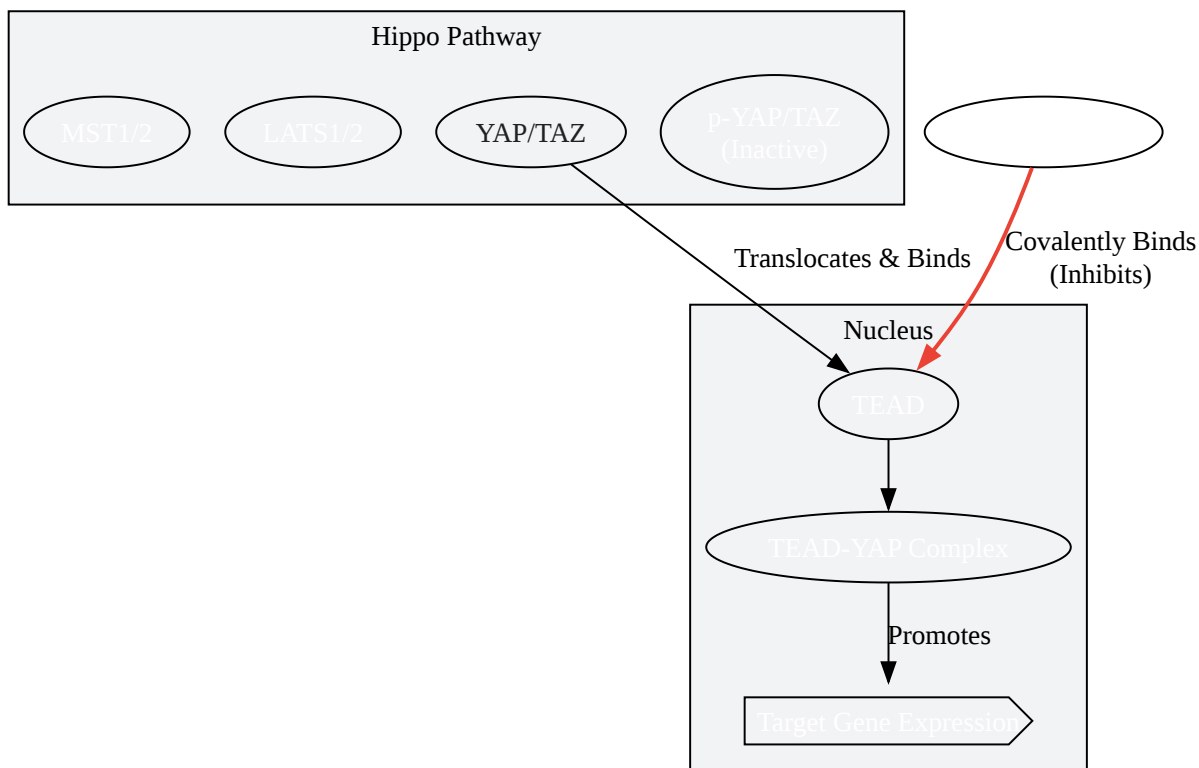 Hippo Pathway
MST1/2
LATS1/2
YAP/TAZ
p-YAP/TAZ
(Inactive)
Translocates & Binds
Covalently Binds
(Inhibits)
Nucleus
TEAD
TEAD-YAP Complex
Promotes
Target Gene Expression